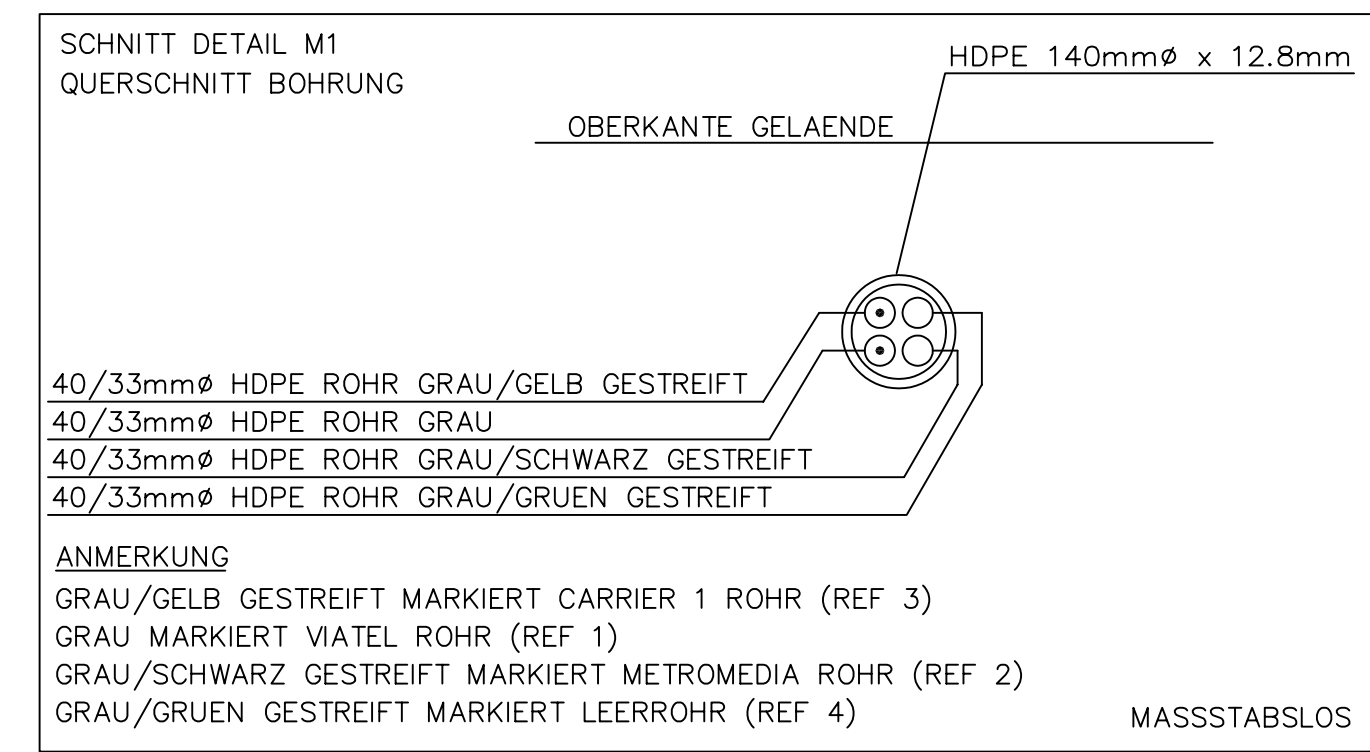 SCHNITT DETAIL M1
QUERSCHNITT BOHRUNG
HDPE 140mmø x 12.8mm
OBERKANTE GELAENDE
40/33mmø HDPE ROHR GRAU/GELB GESTREIFT
40/33mmø HDPE ROHR GRAU
40/33mmø HDPE ROHR GRAU/SCHWARZ GESTREIFT
40/33mmø HDPE ROHR GRAU/GRUEN GESTREIFT
ANMERKUNG
GRAU/GELB GESTREIFT MARKIERT CARRIER 1 ROHR (REF 3)
GRAU MARKIERT VIATEL ROHR (REF 1)
GRAU/SCHWARZ GESTREIFT MARKIERT METROMEDIA ROHR (REF 2)
GRAU/GRUEN GESTREIFT MARKIERT LEERROHR (REF 4)
MASSSTABSLOS